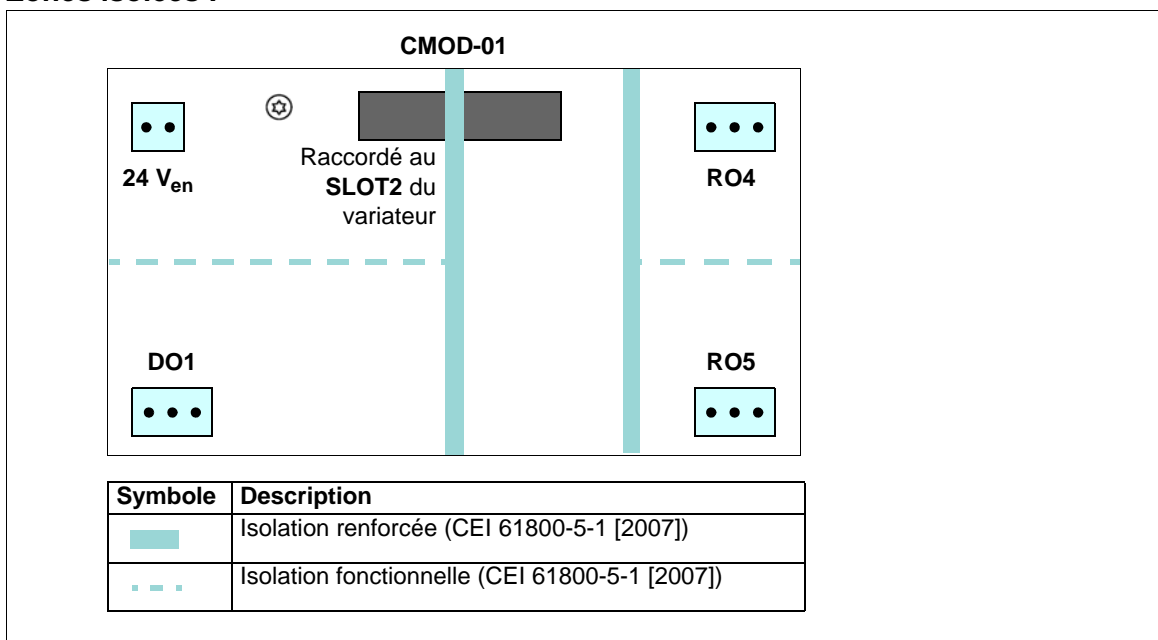 CMOD-01
24 Ven
Raccordé au
SLOT2 du
variateur
RO4
DO1
RO5
Symbole Description
Isolation renforcée (CEI 61800-5-1 [2007])
Isolation fonctionnelle (CEI 61800-5-1 [2007])